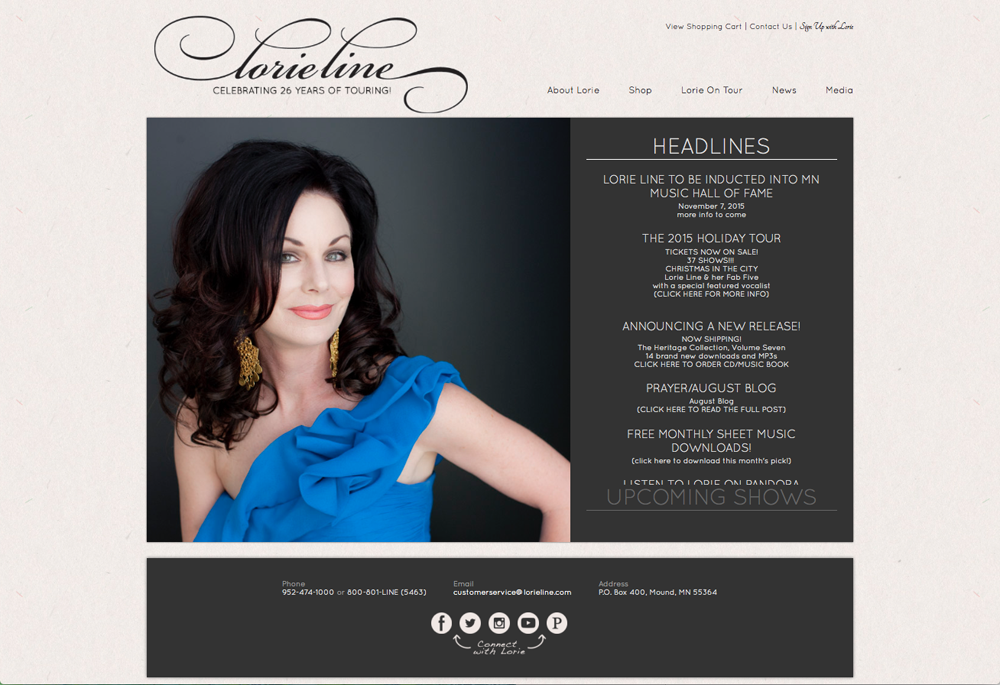 lorie line
CELEBRATING 26 YEARS OF TOURING!
View Shopping Cart | Contact Us | Sign Up with Lorie
About Lorie Shop Lorie On Tour News Media
HEADLINES
LORIE LINE TO BE INDUCTED INTO MN
MUSIC HALL OF FAME
November 7, 2015
more info to come
THE 2015 HOLIDAY TOUR
TICKETS NOW ON SALE!
37 SHOWS!!!
CHRISTMAS IN THE CITY
Lorie Line & her Fab Five
with a special featured vocalist
(CLICK HERE FOR MORE INFO)
ANNOUNCING A NEW RELEASE!
NOW SHIPPING!
The Heritage Collection, Volume Seven
14 brand new downloads and MP3s
CLICK HERE TO ORDER CD/MUSIC BOOK
PRAYER/AUGUST BLOG
August Blog
(CLICK HERE TO READ THE FULL POST)
FREE MONTHLY SHEET MUSIC
DOWNLOADS!
(click here to download this month's pick!)
LISTEN TO LORIE ON PANDORA
UPCOMING SHOWS
Phone
952-474-1000 or 800-801-LINE (5463)
Email
customerservice@lorieline.com
Address
P.O. Box 400, Mound, MN 55364
Connect
with Lorie